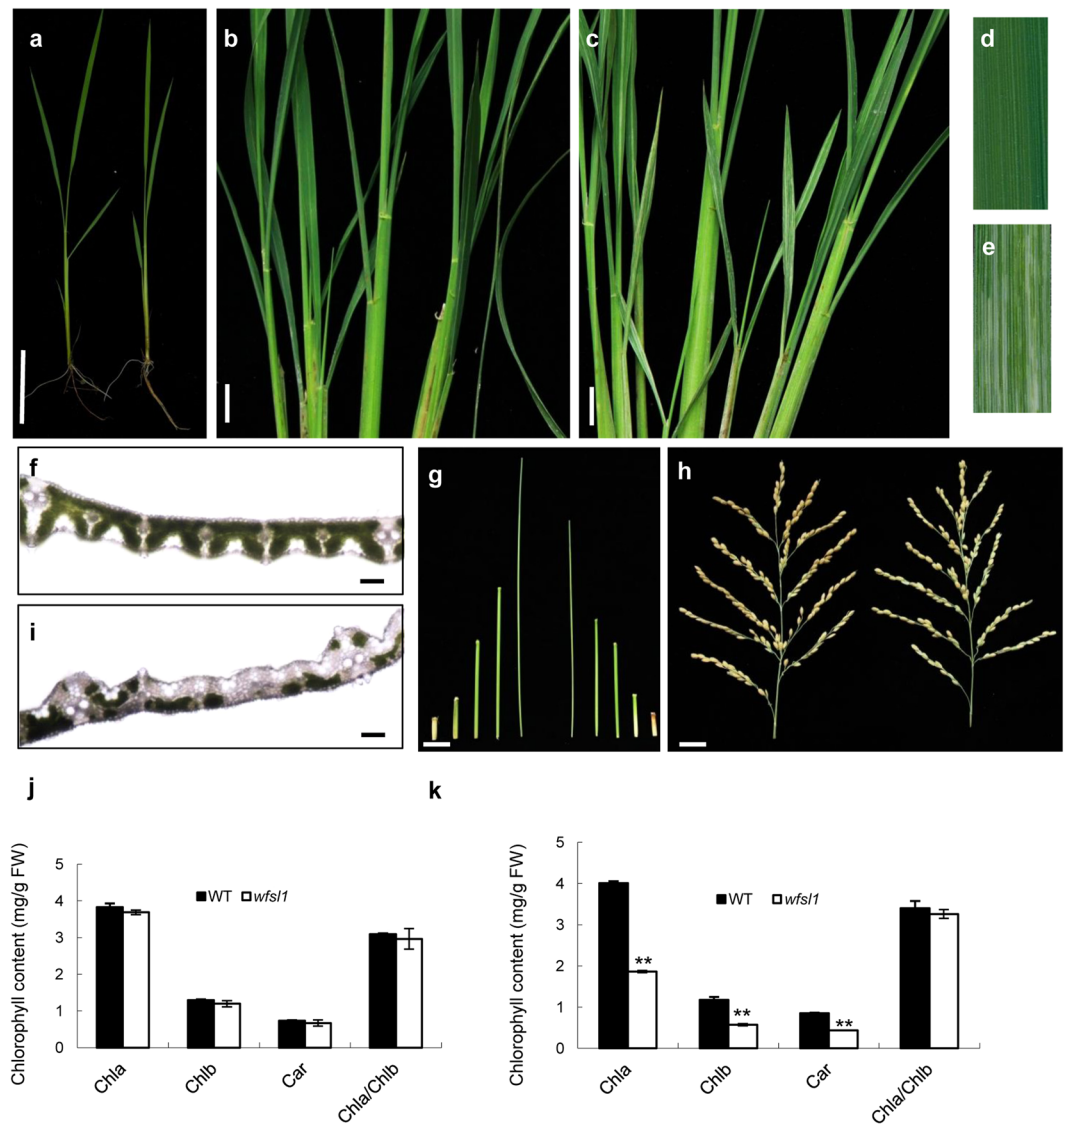 a
b
c
d
e
f
g
h
i
j
k
Chlorophyll content (mg/g FW)
5
4
3
2
1
0
WT wfsl1
Chla
Chlb
Car
Chla/Chlb
Chlorophyll content (mg/g FW)
5
4
3
2
1
0
WT wfsl1
**
**
**
Chla
Chlb
Car
Chla/Chlb